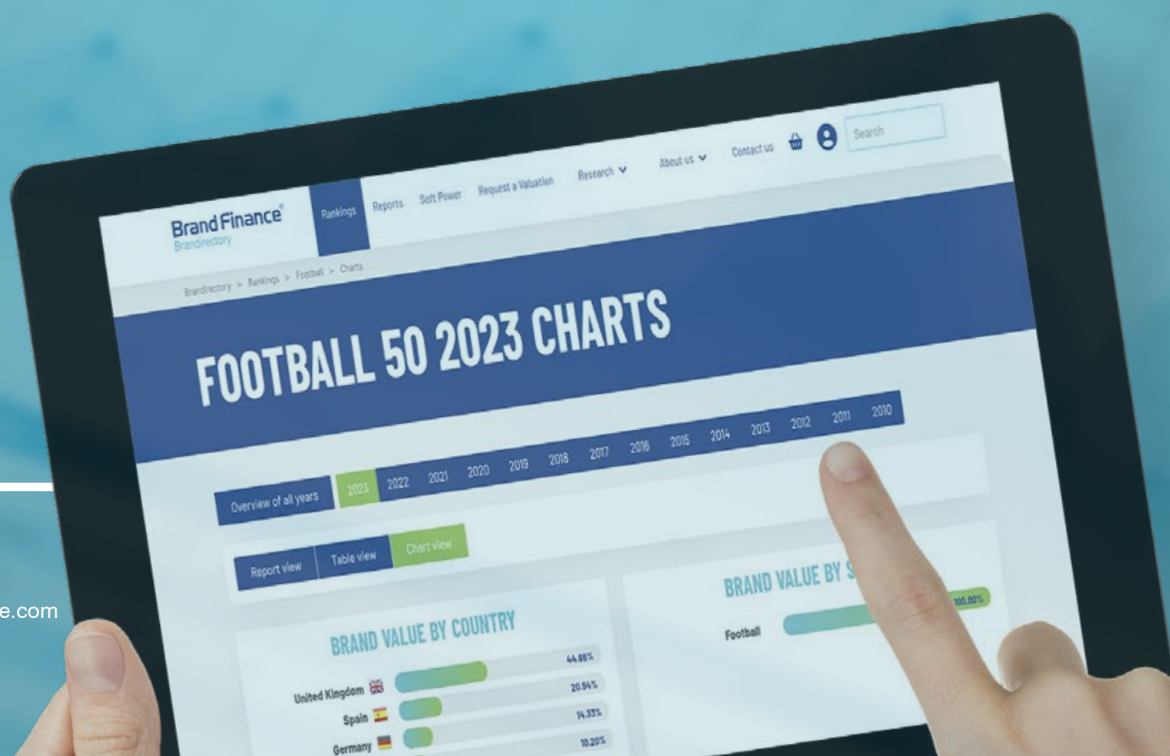 Brand Finance®
Brandirectory
Rankings
Reports
Soft Power
Request a Valuation
Research
About us
Contact us
Search
Brandirectory > Rankings > Football > Charts
FOOTBALL 50 2023 CHARTS
Overview of all years
2023 2022 2021 2020 2019 2018 2017 2016 2015 2014 2013 2012 2011 2010
Report view
Table view
Chart view
BRAND VALUE BY COUNTRY
United Kingdom 44.86%
Spain 20.94%
Germany 14.33%
10.20%
BRAND VALUE BY S
Football 100.00%
e.com